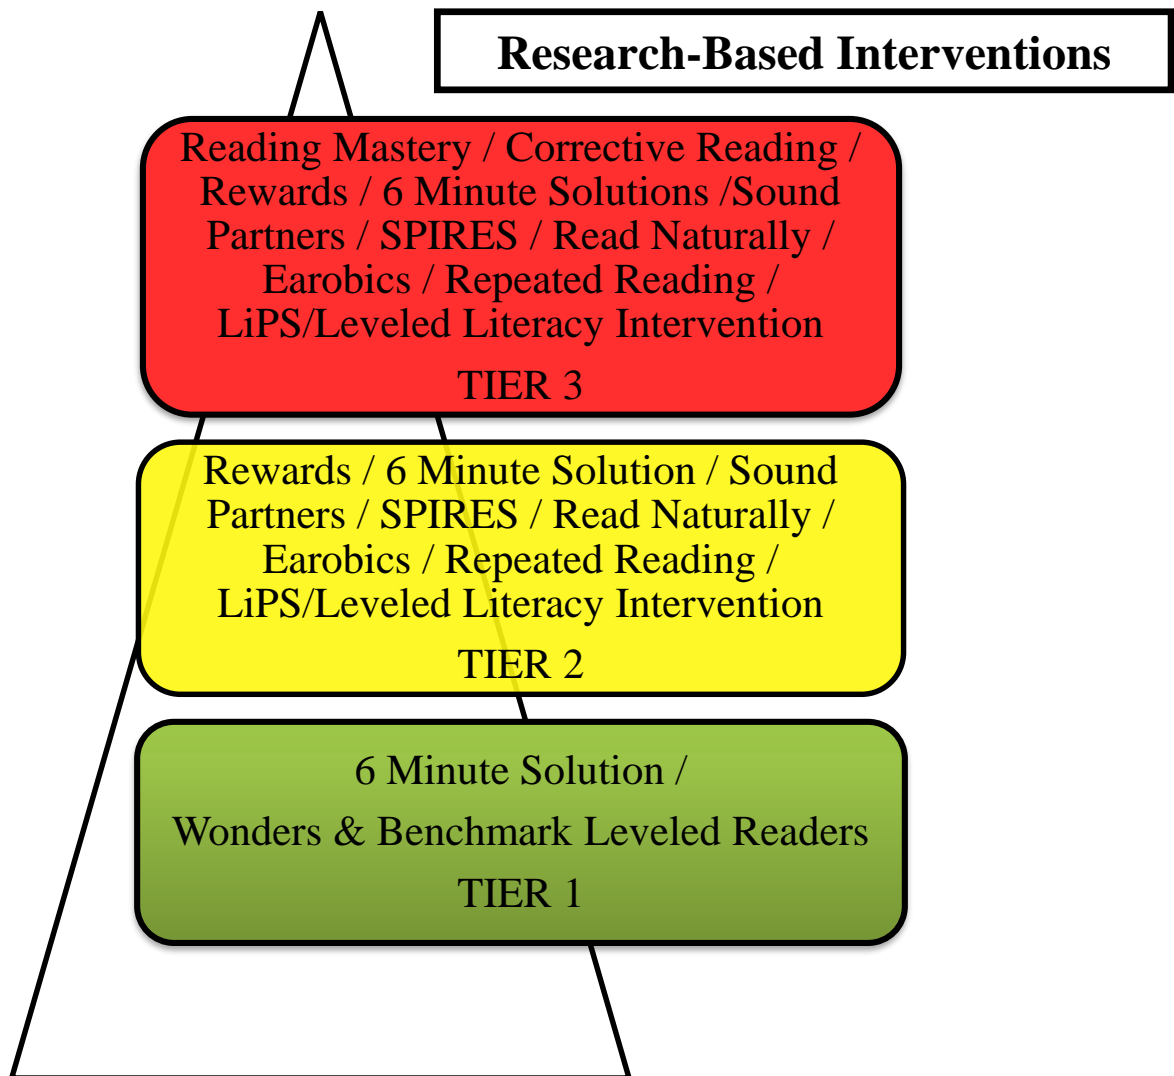 Research-Based Interventions
Reading Mastery / Corrective Reading /
Rewards / 6 Minute Solutions /Sound
Partners / SPIRES / Read Naturally /
Earobics / Repeated Reading /
LiPS/Leveled Literacy Intervention
TIER 3
Rewards / 6 Minute Solution / Sound
Partners / SPIRES / Read Naturally /
Earobics / Repeated Reading /
LiPS/Leveled Literacy Intervention
TIER 2
6 Minute Solution /
Wonders & Benchmark Leveled Readers
TIER 1